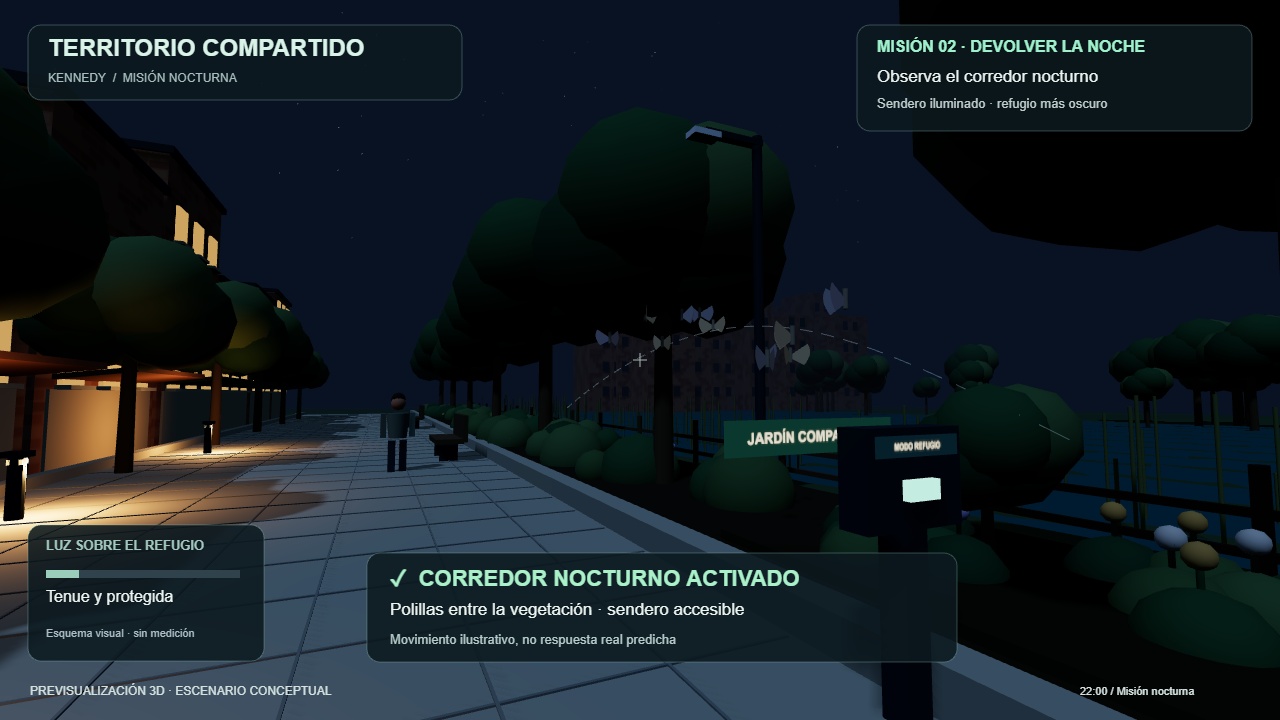 TERRITORIO COMPARTIDO
KENNEDY / MISIÓN NOCTURNA
MISIÓN 02 · DEVOLVER LA NOCHE
Observa el corredor nocturno
Sendero iluminado · refugio más oscuro
JARDÍN COMPA
MODO REFUGIO
LUZ SOBRE EL REFUGIO
Tenue y protegida
Esquema visual · sin medición
✓ CORREDOR NOCTURNO ACTIVADO
Polillas entre la vegetación · sendero accesible
Movimiento ilustrativo, no respuesta real predicha
PREVISUALIZACIÓN 3D · ESCENARIO CONCEPTUAL
22:00 / Misión nocturna